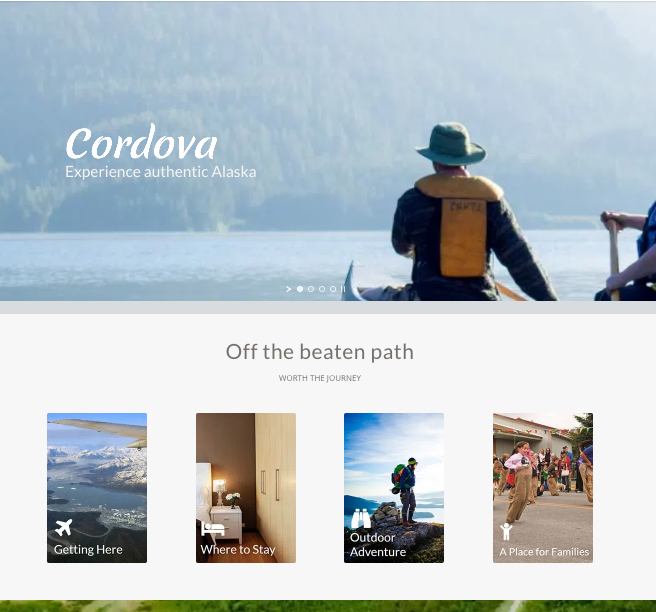 Cordova
Experience authentic Alaska
Off the beaten path
WORTH THE JOURNEY
Getting Here
Where to Stay
Outdoor
Adventure
A Place for Families